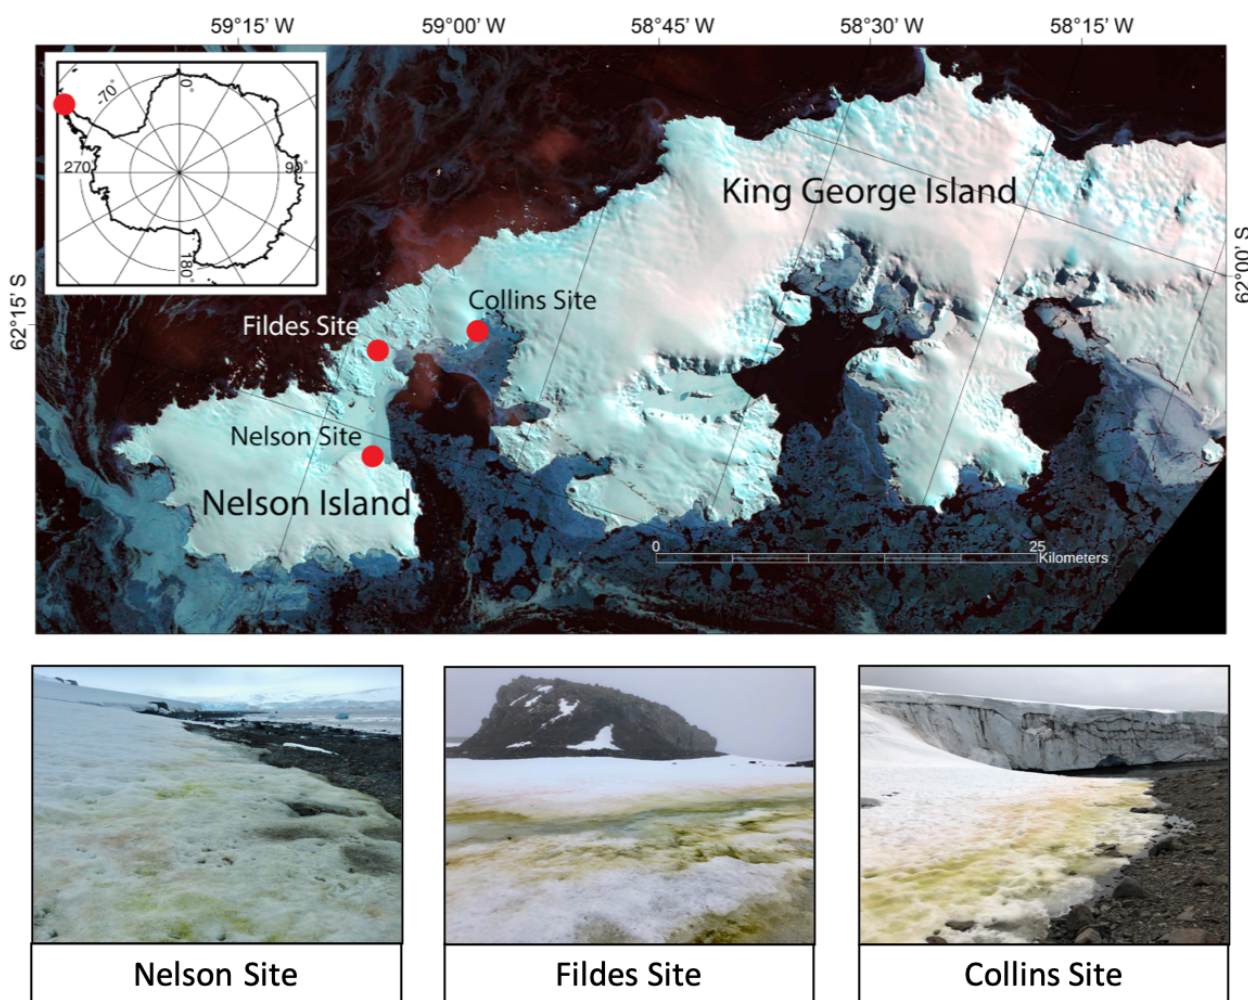 59°15' W
59°00' W
58°45' W
58°30' W
58°15' W
-70°
0°
270
90°
180°
King George Island
62°00' S
62°15' S
Collins Site
Fildes Site
Nelson Site
Nelson Island
0
25
Kilometers
Nelson Site
Fildes Site
Collins Site